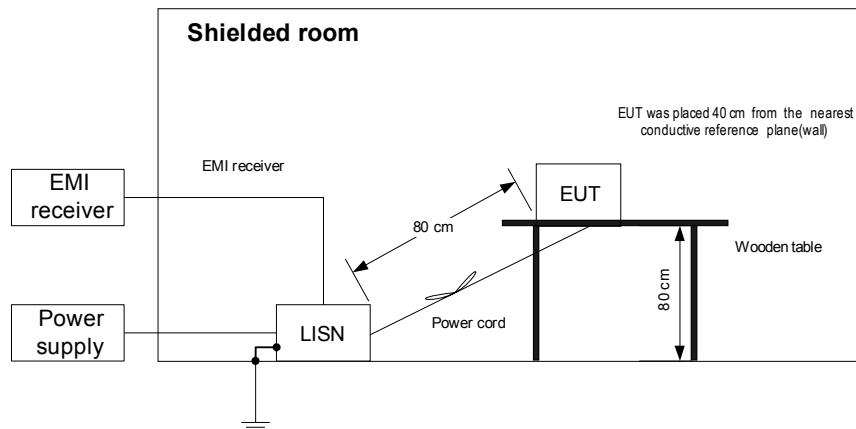 Shielded room
EUT was placed 40 cm from the nearest
conductive reference plane(wall)
EMI receiver
EMI
receiver
EUT
80 cm
Wooden table
80 cm
Power
supply
LISN
Power cord